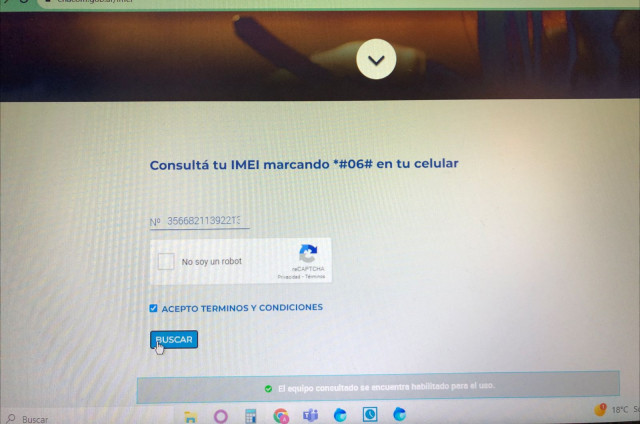 Consultá tu IMEI marcando *#06# en tu celular
Nº 35668211392213
No soy un robot
reCAPTCHA
Privacidad - Términos
ACEPTO TERMINOS Y CONDICIONES
BUSCAR
El equipo consultado se encuentra habilitado para el uso.
Buscar
18°C